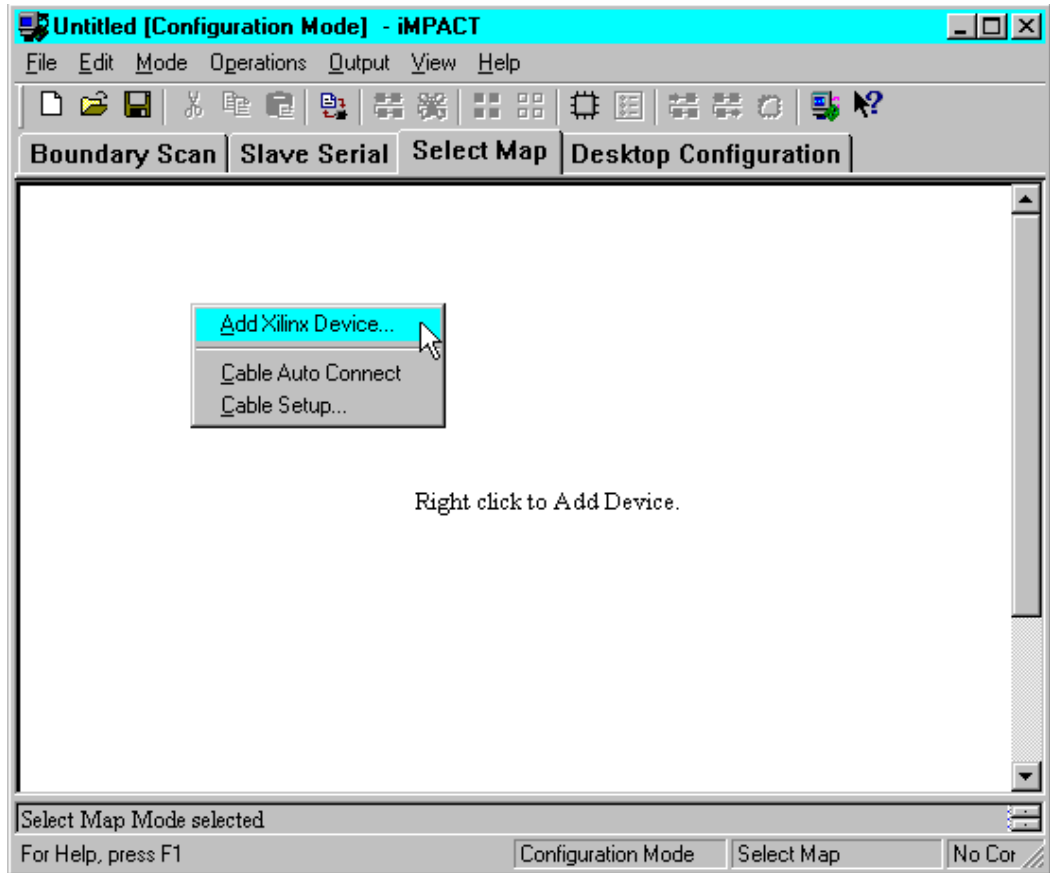 Untitled [Configuration Mode] - iMPACT
File Edit Mode Operations Output View Help
Boundary Scan Slave Serial Select Map Desktop Configuration
Add Xilinx Device...
Cable Auto Connect
Cable Setup...
Right click to Add Device.
Select Map Mode selected
For Help, press F1 Configuration Mode Select Map No Cor